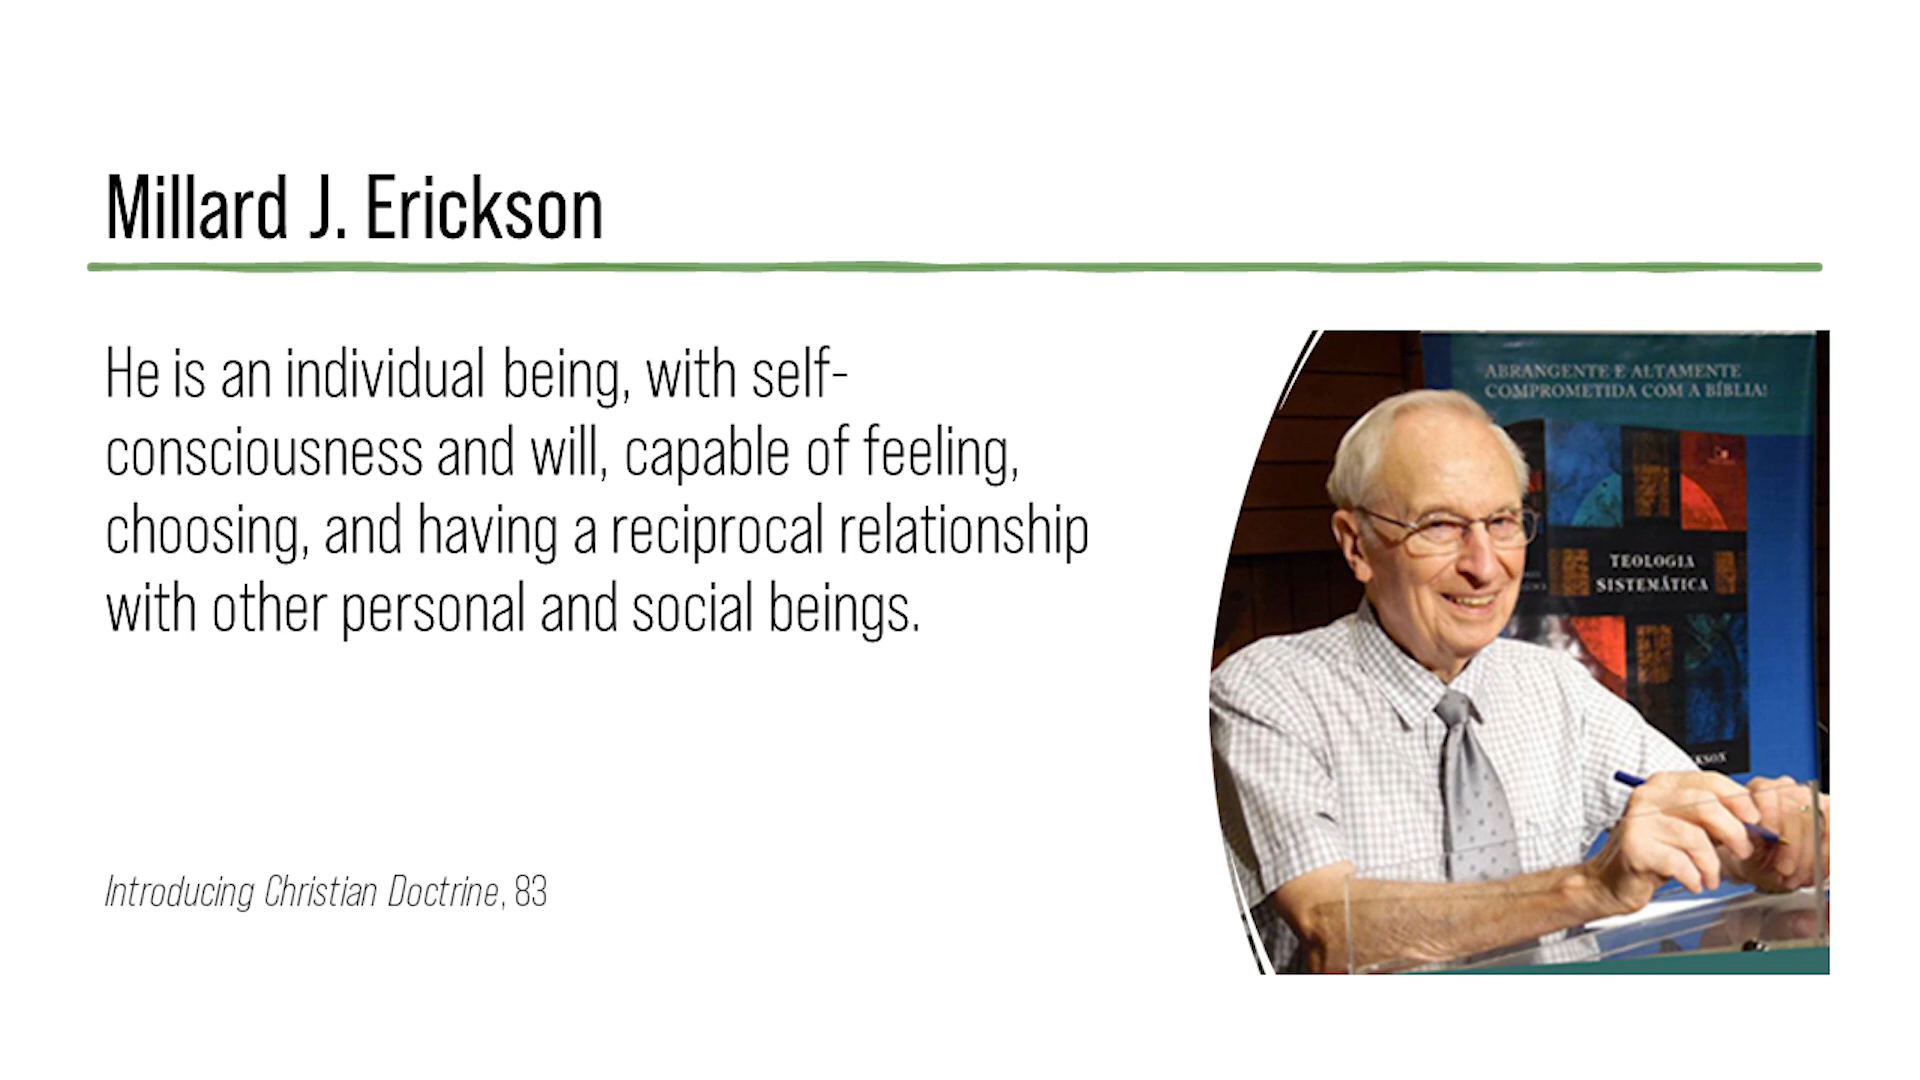 Millard J. Erickson
He is an individual being, with self-
consciousness and will, capable of feeling,
choosing, and having a reciprocal relationship
with other personal and social beings.
Introducing Christian Doctrine, 83
ABRANGENTE E ALTAMENTE
COMPROMETIDA COM A BÍBLIA!
TEOLOGIA
SISTEMÁTICA